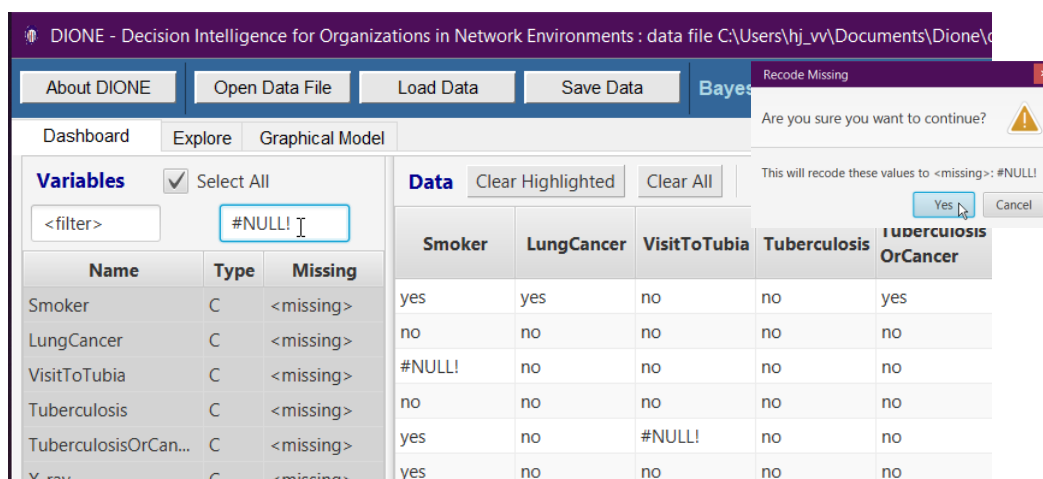 DIONE - Decision Intelligence for Organizations in Network Environments : data file C:\Users\hj_vv\Documents\Dione\
About DIONE Open Data File Load Data Save Data Bayes
Recode Missing
Are you sure you want to continue?
This will recode these values to <missing>: #NULL!
Yes Cancel
Dashboard Explore Graphical Model
Variables Select All
<filter> #NULL!
Name Type Missing
Smoker C <missing>
LungCancer C <missing>
VisitToTubia C <missing>
Tuberculosis C <missing>
TuberculosisOrCan... C <missing>
X-ray C <missing>
Data Clear Highlighted Clear All
Smoker LungCancer VisitToTubia Tuberculosis Tuberculosis
OrCancer
yes yes no no yes
no no no no no
#NULL! no no no no
no no no no no
yes no #NULL! no no
yes no no no no